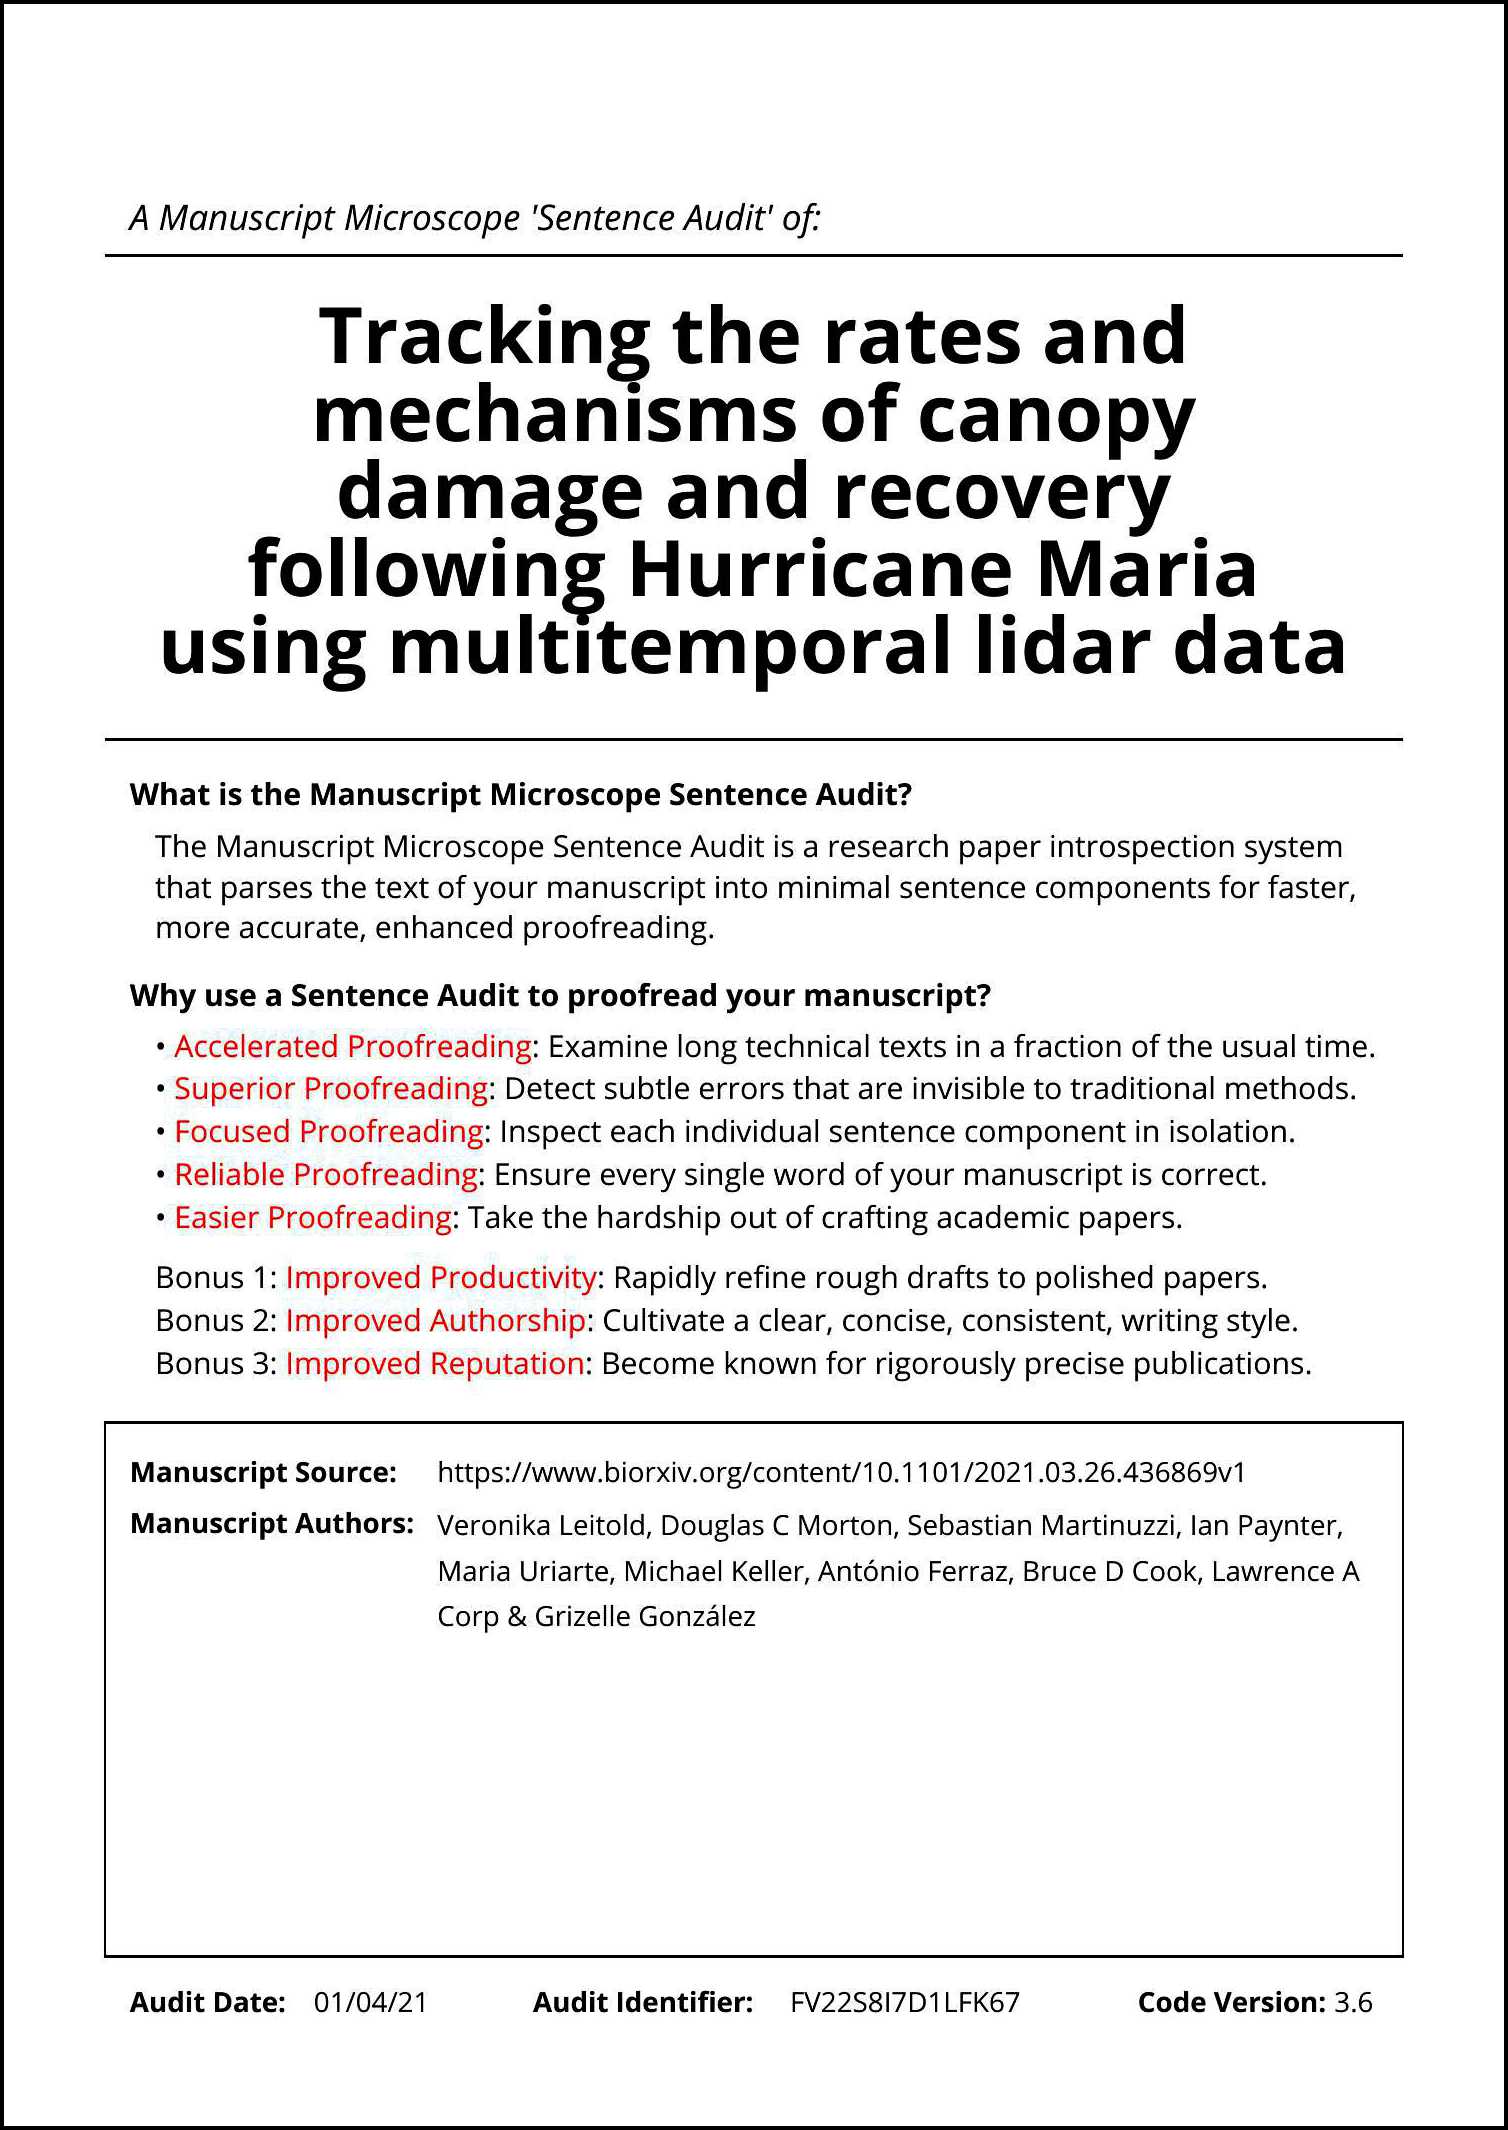 A Manuscript Microscope 'Sentence Audit' of:
Tracking the rates and
mechanisms of canopy
damage and recovery
following Hurricane Maria
using multitemporal lidar data
What is the Manuscript Microscope Sentence Audit?
The Manuscript Microscope Sentence Audit is a research paper introspection system
that parses the text of your manuscript into minimal sentence components for faster,
more accurate, enhanced proofreading.
Why use a Sentence Audit to proofread your manuscript?
• Accelerated Proofreading: Examine long technical texts in a fraction of the usual time.
• Superior Proofreading: Detect subtle errors that are invisible to traditional methods.
• Focused Proofreading: Inspect each individual sentence component in isolation.
• Reliable Proofreading: Ensure every single word of your manuscript is correct.
• Easier Proofreading: Take the hardship out of crafting academic papers.
Bonus 1: Improved Productivity: Rapidly refine rough drafts to polished papers.
Bonus 2: Improved Authorship: Cultivate a clear, concise, consistent, writing style.
Bonus 3: Improved Reputation: Become known for rigorously precise publications.
Manuscript Source: https://www.biorxiv.org/content/10.1101/2021.03.26.436869v1
Manuscript Authors: Veronika Leitold, Douglas C Morton, Sebastian Martinuzzi, Ian Paynter,
Maria Uriarte, Michael Keller, António Ferraz, Bruce D Cook, Lawrence A
Corp & Grizelle González
Audit Date: 01/04/21 Audit Identifier: FV22S8I7D1LFK67 Code Version: 3.6